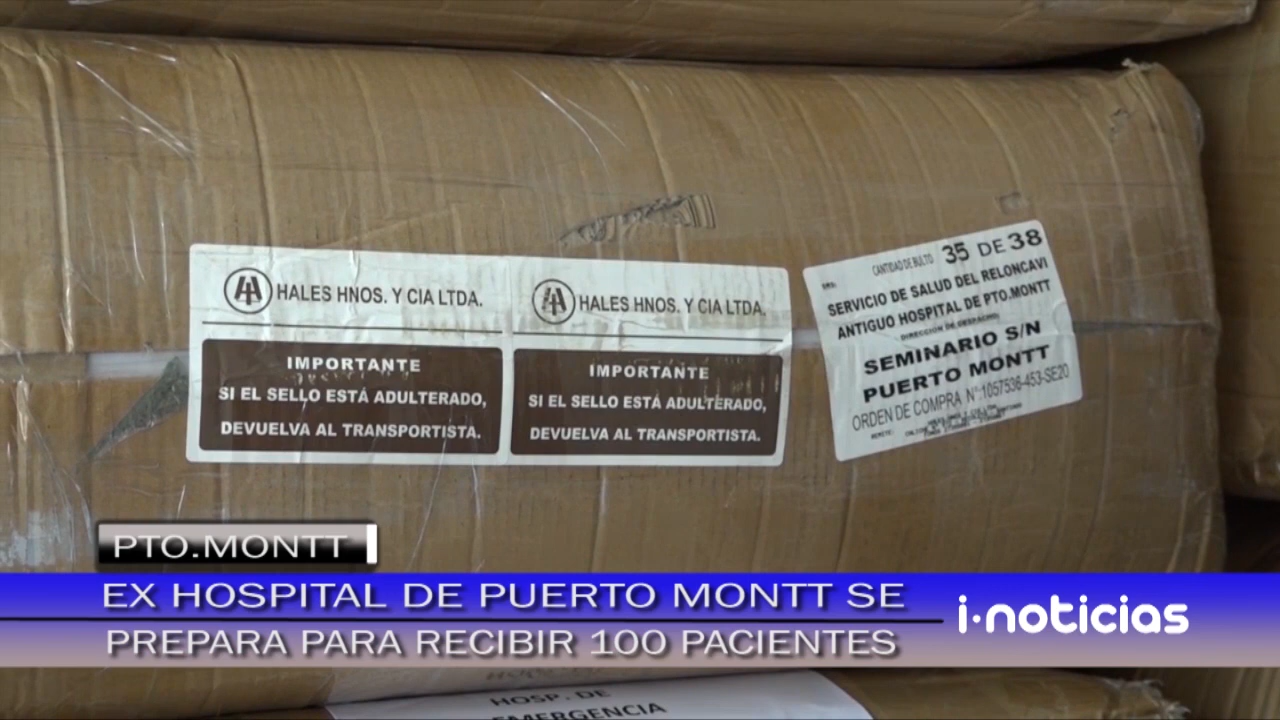 HALES HNOS. Y CIA LTDA.
IMPORTANTE
SI EL SELLO ESTÁ ADULTERADO,
DEVUELVA AL TRANSPORTISTA.
HALES HNOS. Y CIA LTDA.
IMPORTANTE
SI EL SELLO ESTÁ ADULTERADO,
DEVUELVA AL TRANSPORTISTA.
CANTIDAD DE BULTO 35 DE 38
SERVICIO DE SALUD DEL RELONCAVI
ANTIGUO HOSPITAL DE PTO.MONTT
DIRECCION DE DESPACHO:
SEMINARIO S/N
PUERTO MONTT
ORDEN DE COMPRA N°:1057536-453-SE20
PTO.MONTT
EX HOSPITAL DE PUERTO MONTT SE
PREPARA PARA RECIBIR 100 PACIENTES
i·noticias
HOSP. DE
EMERGENCIA